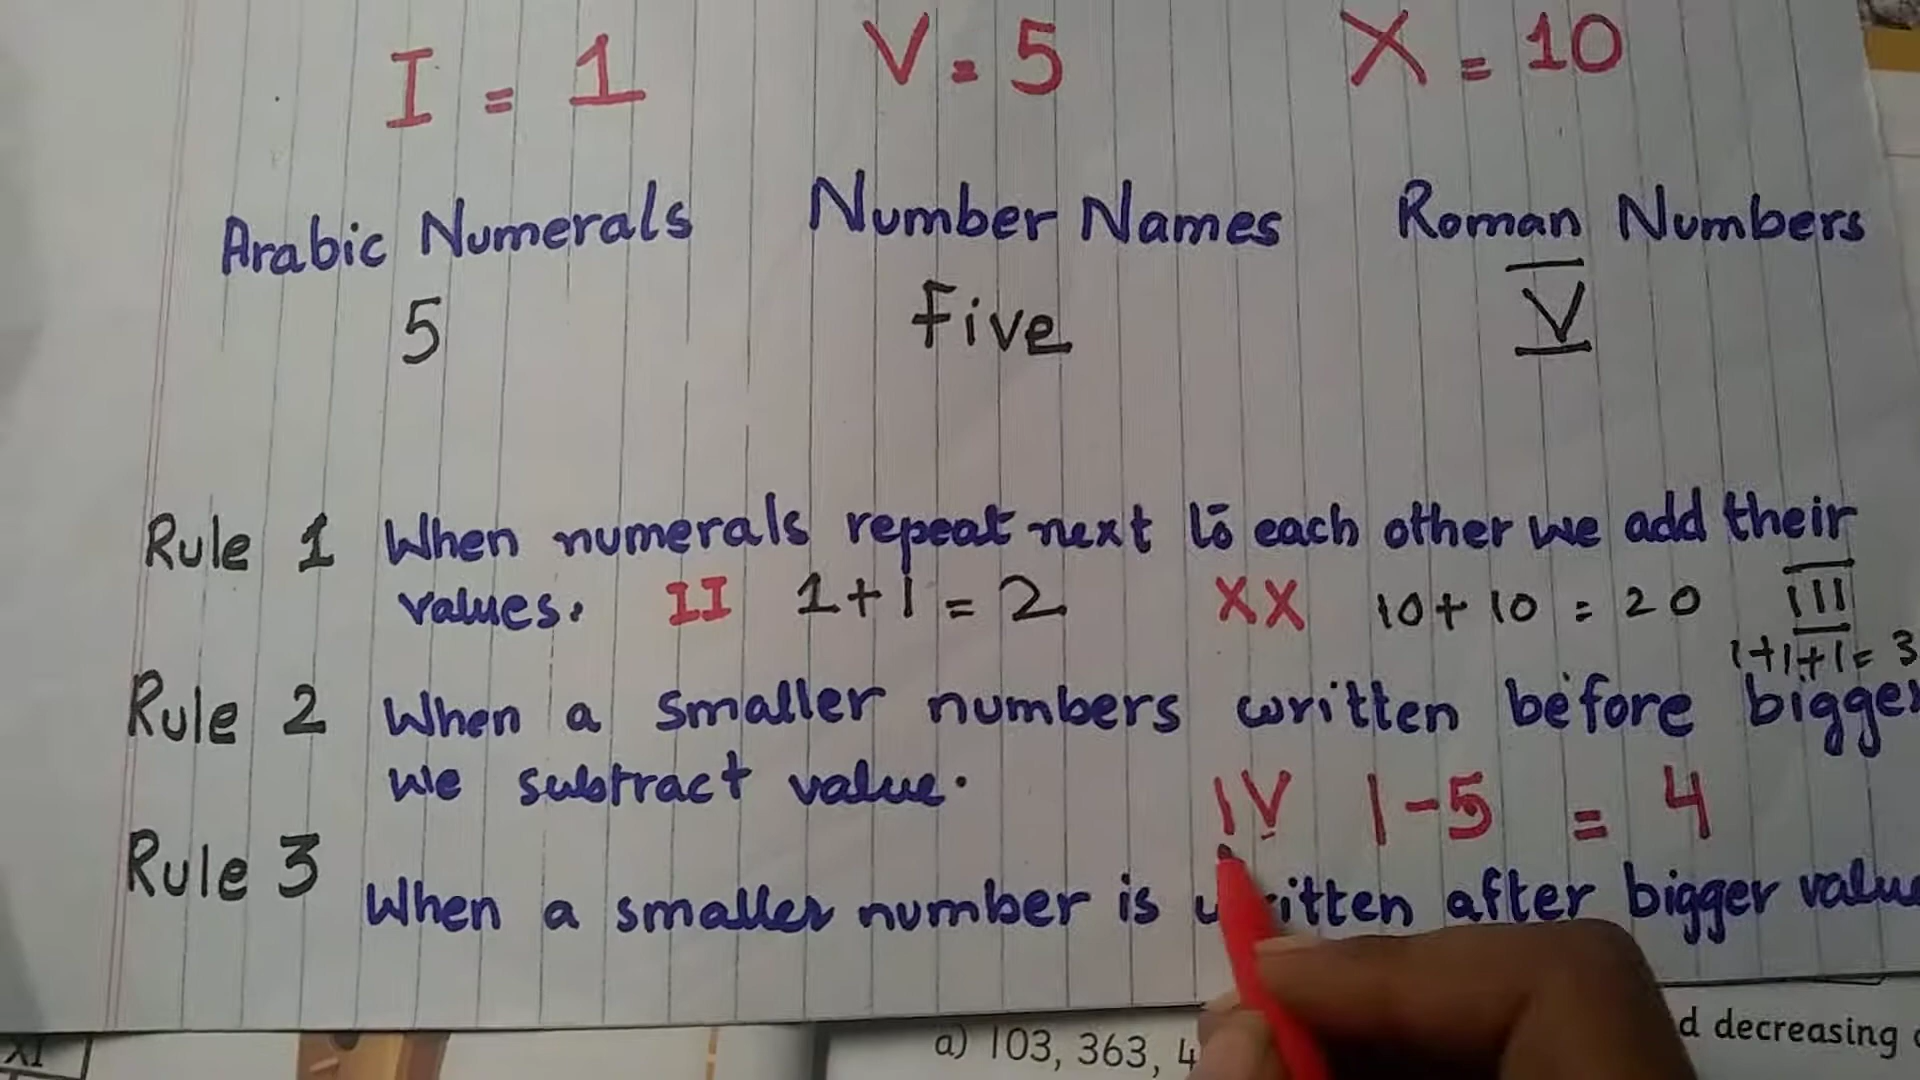 I = 1 V = 5 X = 10
Arabic Numerals Number Names Roman Numbers
5 Five V
Rule 1 When numerals repeat next to each other we add their
values. II 1+1 = 2 XX 10+10 = 20 III
1+1+1= 3
Rule 2 When a smaller numbers written before bigge
we subtract value. IV 1-5 = 4
Rule 3 When a smaller number is written after bigger value
XI
a) 103, 363, 4 d decreasing